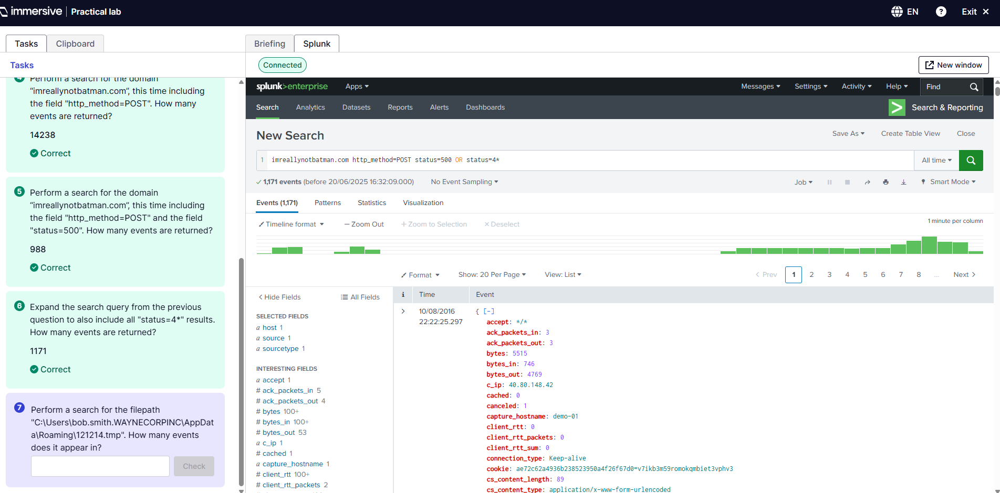 immersive | Practical lab
EN
?
Exit ×
Tasks
Clipboard
Briefing
Splunk
Tasks
Connected
New window
4
Perform a search for the domain
“imreallynotbatman.com”, this time including
the field "http_method=POST". How many
events are returned?
14238
Correct
5
Perform a search for the domain
“imreallynotbatman.com”, this time including
the field "http_method=POST" and the field
"status=500". How many events are returned?
988
Correct
6
Expand the search query from the previous
question to also include all "status=4*" results.
How many events are returned?
1171
Correct
7
Perform a search for the filepath
"C:\Users\bob.smith.WAYNECORPINC\AppDat
a\Roaming\121214.tmp". How many events
does it appear in?
Check
splunk>enterprise
Apps
Messages
Settings
Activity
Help
Find
Search
Analytics
Datasets
Reports
Alerts
Dashboards
> Search & Reporting
New Search
Save As
Create Table View
Close
1 imreallynotbatman.com http_method=POST status=500 OR status=4*
All time
1,171 events (before 20/06/2025 16:32:09.000)
No Event Sampling
Job
Smart Mode
Events (1,171)
Patterns
Statistics
Visualization
Timeline format
— Zoom Out
+ Zoom to Selection
× Deselect
1 minute per column
Format
Show: 20 Per Page
View: List
< Prev
1 2 3 4 5 6 7 8 ... Next >
< Hide Fields
All Fields
SELECTED FIELDS
a host 1
a source 1
a sourcetype 1
INTERESTING FIELDS
a accept 1
# ack_packets_in 5
# ack_packets_out 4
# bytes 100+
# bytes_in 100+
# bytes_out 53
a c_ip 1
# cached 1
a capture_hostname 1
# client_rtt 100+
# client_rtt_packets 2
i
Time
Event
>
10/08/2016
22:22:25.297
{ [-]
accept: */*
ack_packets_in: 3
ack_packets_out: 3
bytes: 5515
bytes_in: 746
bytes_out: 4769
c_ip: 40.80.148.42
cached: 0
canceled: 1
capture_hostname: demo-01
client_rtt: 0
client_rtt_packets: 0
client_rtt_sum: 0
connection_type: Keep-alive
cookie: ae72c62a4936b238523950a4f26f67d0=v7ikb3m59romokqmbiet3vphv3
cs_content_length: 89
cs_content_type: application/x-www-form-urlencoded